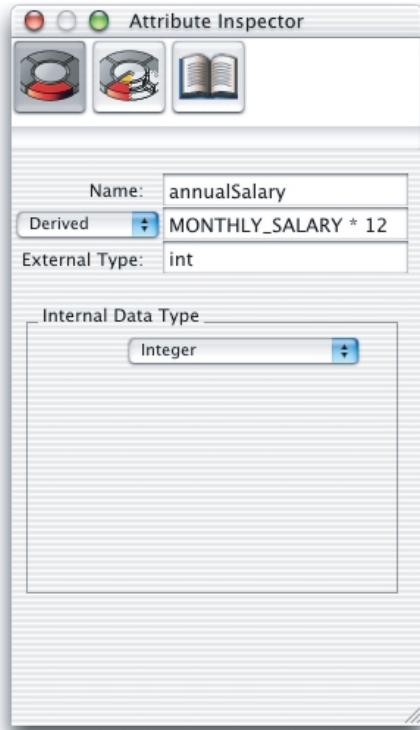 Attribute Inspector
Name: annualSalary
Derived MONTHLY_SALARY * 12
External Type: int
Internal Data Type
Integer